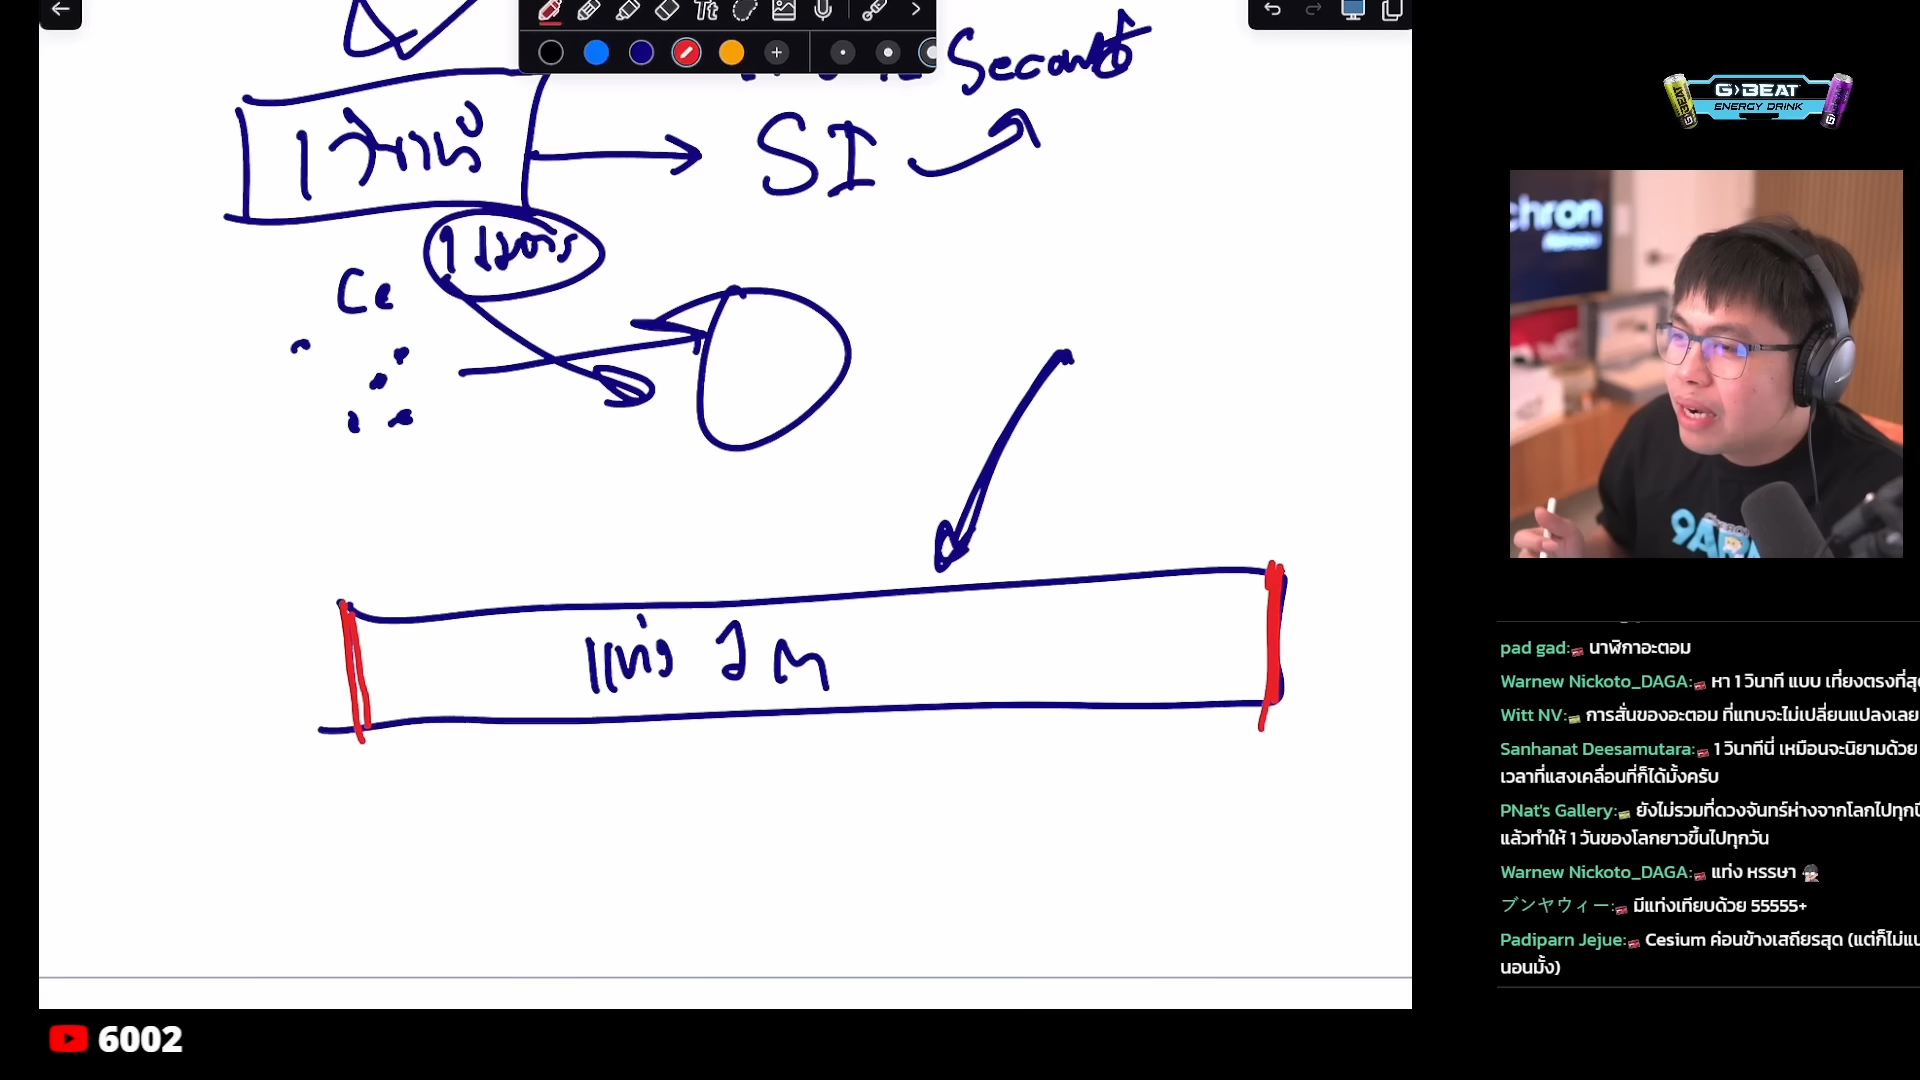 Second
1 วินาที
SI
1 เมตร
Ce
แท่ง 1 m
Tt
G BEAT
ENERGY DRINK
chron
9AR
pad gad: นาฬิกาอะตอม
Warnew Nickoto_DAGA: หา 1 วินาที แบบ เที่ยงตรงที่สุด
Witt NV: การสั่นของอะตอม ที่แทบจะไม่เปลี่ยนแปลงเลย
Sanhanat Deesamutara: 1 วินาทีนี่ เหมือนจะนิยามด้วย
เวลาที่แสงเคลื่อนที่ก็ได้มั้งครับ
PNat's Gallery: ยังไม่รวมที่ดวงจันทร์ห่างจากโลกไปทุกปี
แล้วทำให้ 1 วันของโลกยาวขึ้นไปทุกวัน
Warnew Nickoto_DAGA: แท่ง หรรษา
ブンヤウィー: มีแท่งเทียบด้วย 55555+
Padiparn Jejue: Cesium ค่อนข้างเสถียรสุด (แต่ก็ไม่แน่
นอนมั้ง)
6002